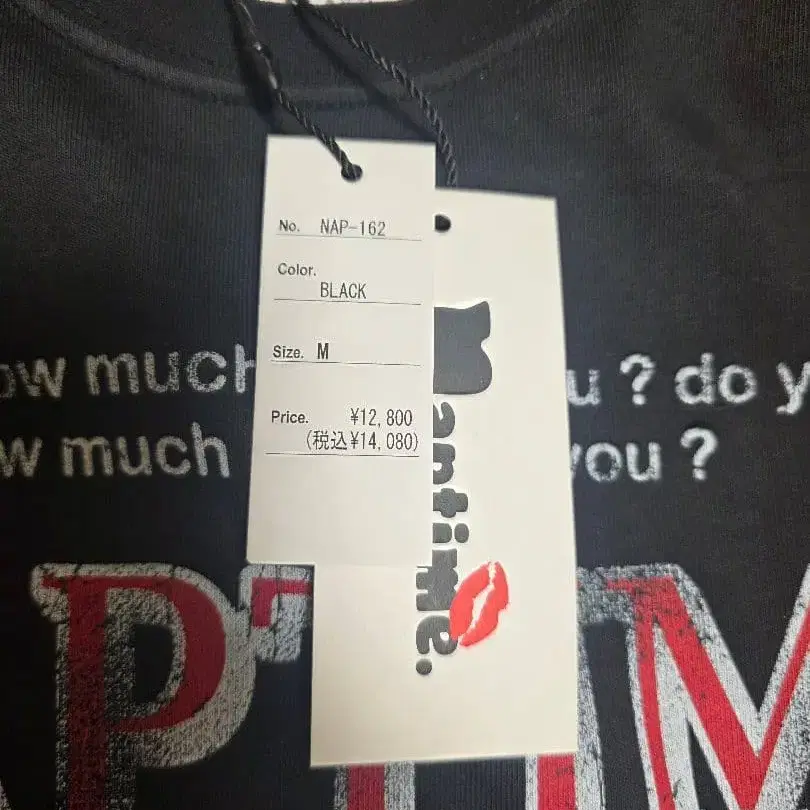 No. NAP-162
Color.
BLACK
Size. M
Price. ¥12,800
(税込¥14,080)
antime.
ow much u ? do y
w much you ?
PTIM